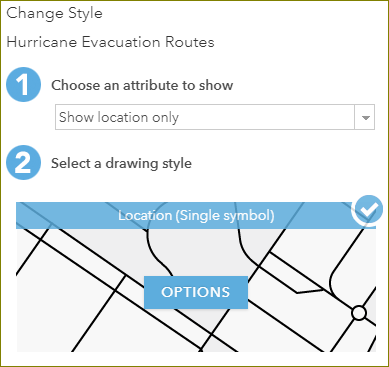 Change Style
Hurricane Evacuation Routes
1 Choose an attribute to show
Show location only
2 Select a drawing style
Location (Single symbol)
OPTIONS